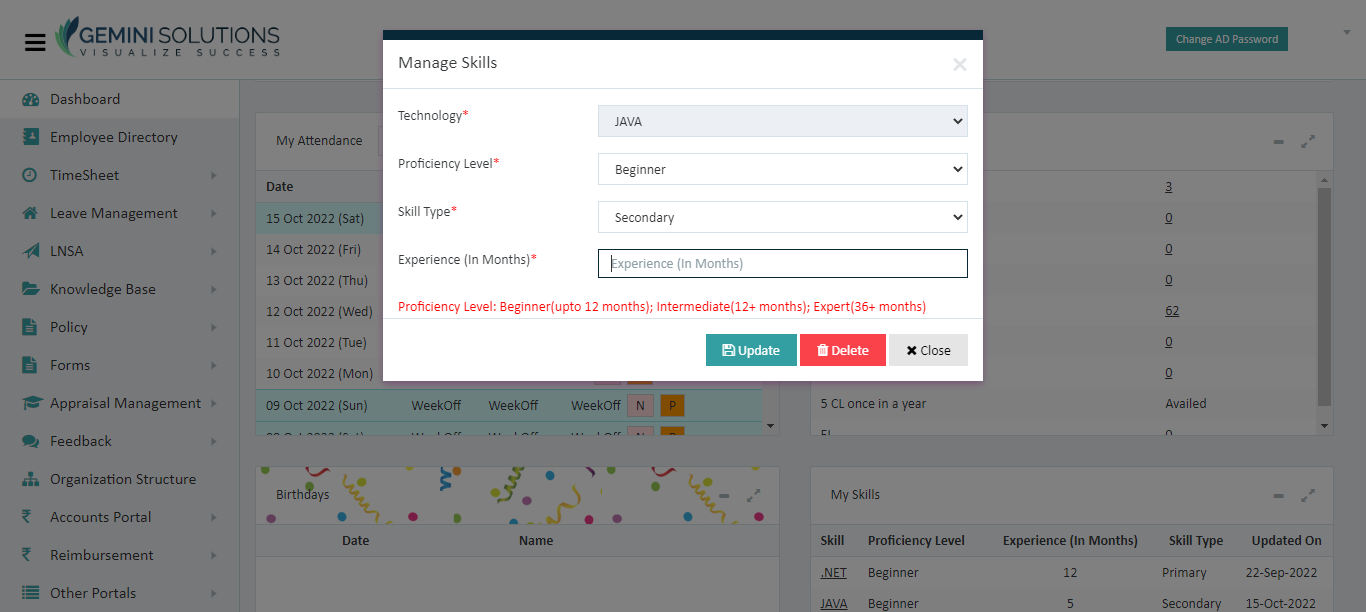 GEMINI SOLUTIONS
VISUALIZE SUCCESS
Change AD Password
Dashboard
Employee Directory
TimeSheet
Leave Management
LNSA
Knowledge Base
Policy
Forms
Appraisal Management
Feedback
Organization Structure
Accounts Portal
Reimbursement
Other Portals
Manage Skills
×
Technology*
JAVA
Proficiency Level*
Beginner
Skill Type*
Secondary
Experience (In Months)*
Experience (In Months)
Proficiency Level: Beginner(upto 12 months); Intermediate(12+ months); Expert(36+ months)
Update
Delete
Close
My Attendance
Date
15 Oct 2022 (Sat)
14 Oct 2022 (Fri)
13 Oct 2022 (Thu)
12 Oct 2022 (Wed)
11 Oct 2022 (Tue)
10 Oct 2022 (Mon)
09 Oct 2022 (Sun) WeekOff WeekOff WeekOff N P
3
0
0
0
62
0
0
5 CL once in a year Availed
Birthdays
Date Name
My Skills
Skill Proficiency Level Experience (In Months) Skill Type Updated On
.NET Beginner 12 Primary 22-Sep-2022
JAVA Beginner 5 Secondary 15-Oct-2022